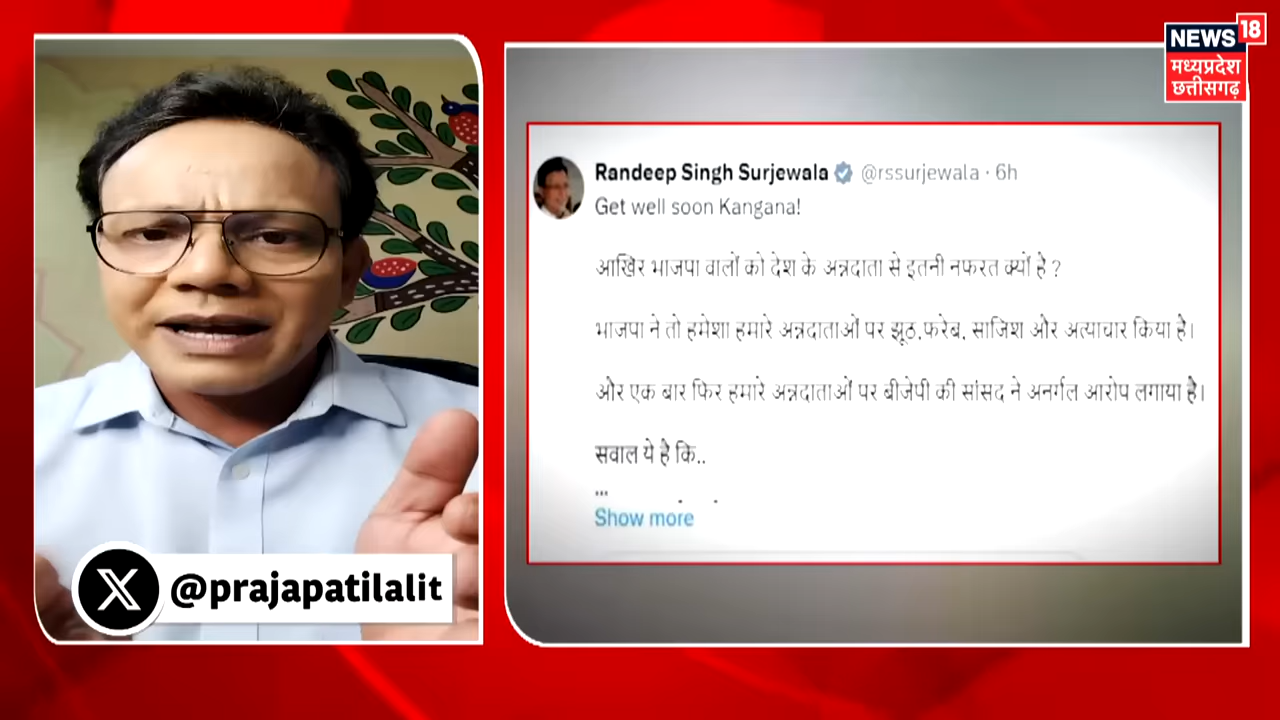 NEWS 18
मध्यप्रदेश
छत्तीसगढ़
Randeep Singh Surjewala @rssurjewala · 6h
Get well soon Kangana!
आखिर भाजपा वालों को देश के अन्नदाता से इतनी नफरत क्यों है ?
भाजपा ने तो हमेशा हमारे अन्नदाताओं पर झूठ,फरेब, साजिश और अत्याचार किया है।
और एक बार फिर हमारे अन्नदाताओं पर बीजेपी की सांसद ने अनर्गल आरोप लगाया है।
सवाल ये है कि..
...
Show more
X @prajapatilalit